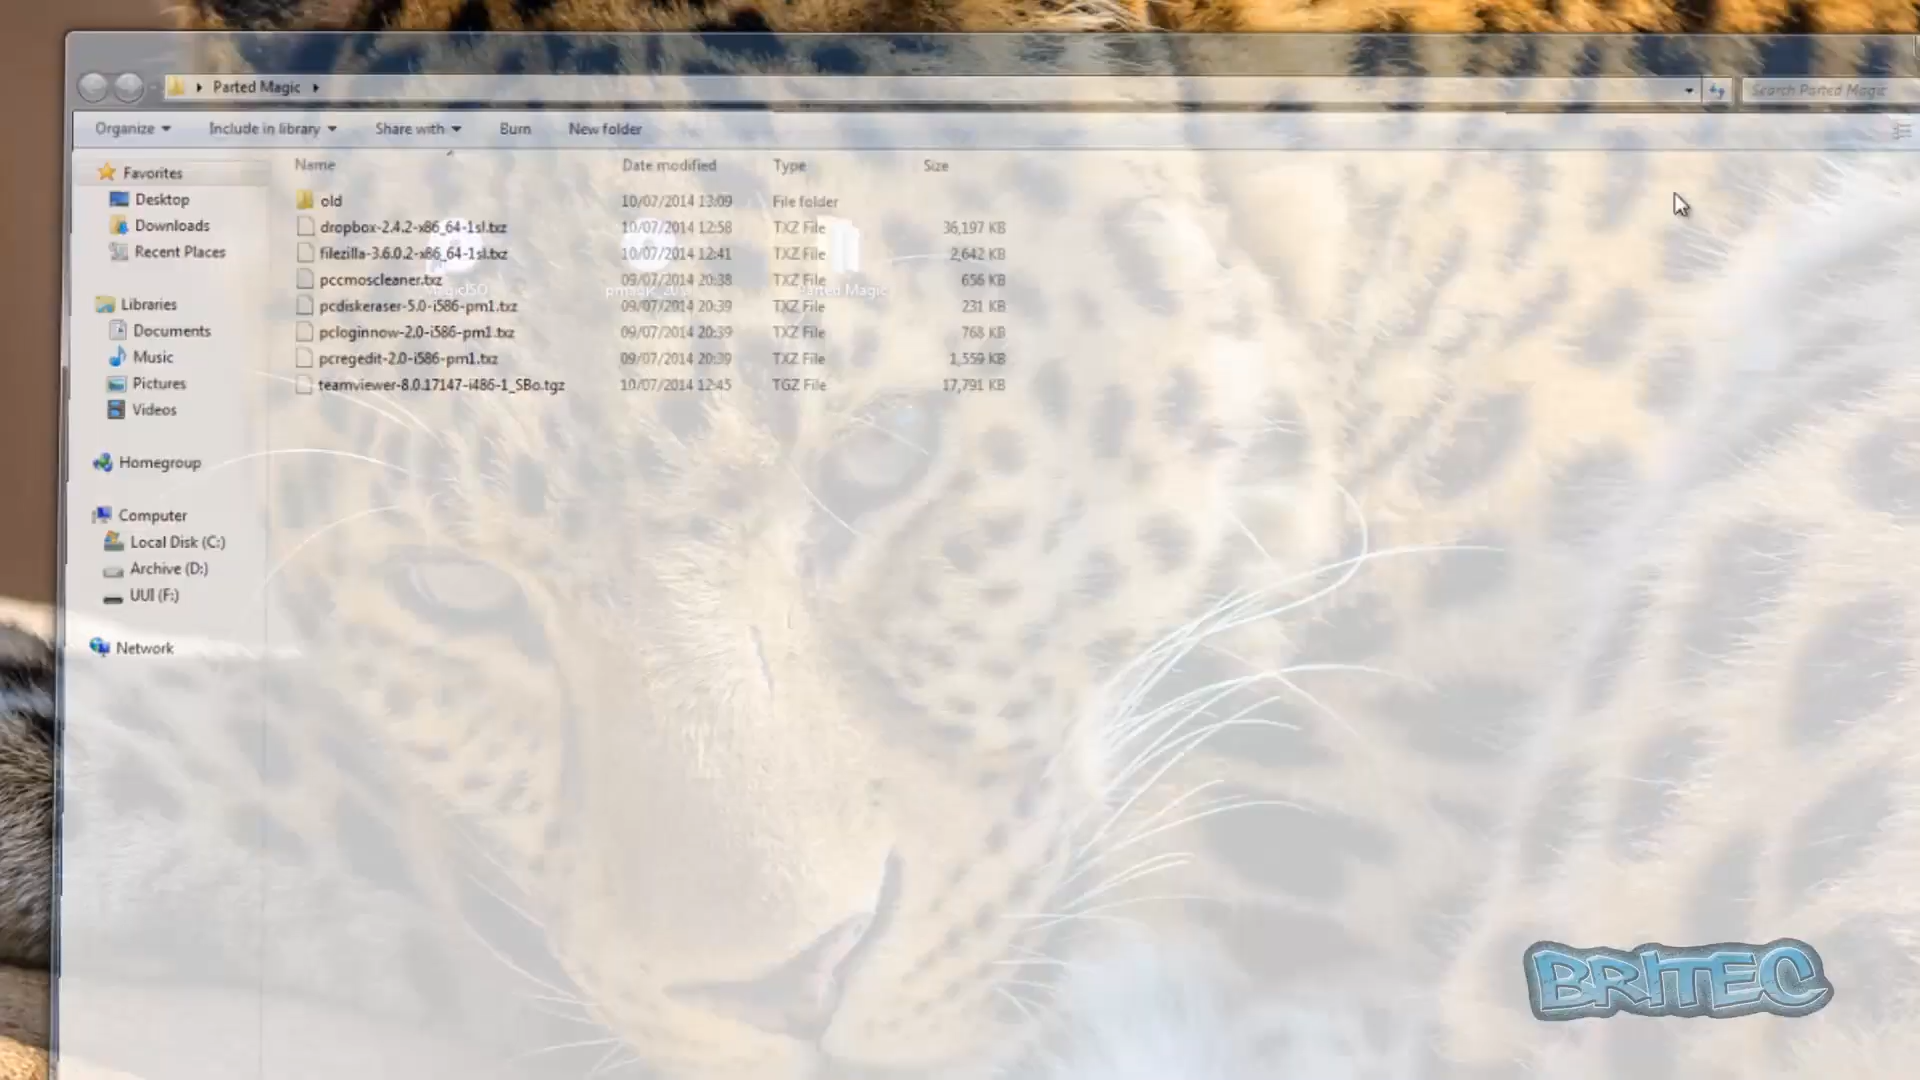 Parted Magic
Search Parted Magic
Organize Include in library Share with Burn New folder
Name Date modified Type Size
Favorites
Desktop
Downloads
Recent Places
Libraries
Documents
Music
Pictures
Videos
Homegroup
Computer
Local Disk (C:)
Archive (D:)
UUI (F:)
Network
old 10/07/2014 13:09 File folder
dropbox-2.4.2-x86_64-1sl.txz 10/07/2014 12:58 TXZ File 36,197 KB
filezilla-3.6.0.2-x86_64-1sl.txz 10/07/2014 12:41 TXZ File 2,642 KB
pccmoscleaner.txz 09/07/2014 20:38 TXZ File 656 KB
pcdiskeraser-5.0-i586-pm1.txz 09/07/2014 20:39 TXZ File 231 KB
pcloginnow-2.0-i586-pm1.txz 09/07/2014 20:39 TXZ File 768 KB
pcregedit-2.0-i586-pm1.txz 09/07/2014 20:39 TXZ File 1,559 KB
teamviewer-8.0.17147-i486-1_SBo.tgz 10/07/2014 12:45 TGZ File 17,791 KB
Parted Magic
BRITEC